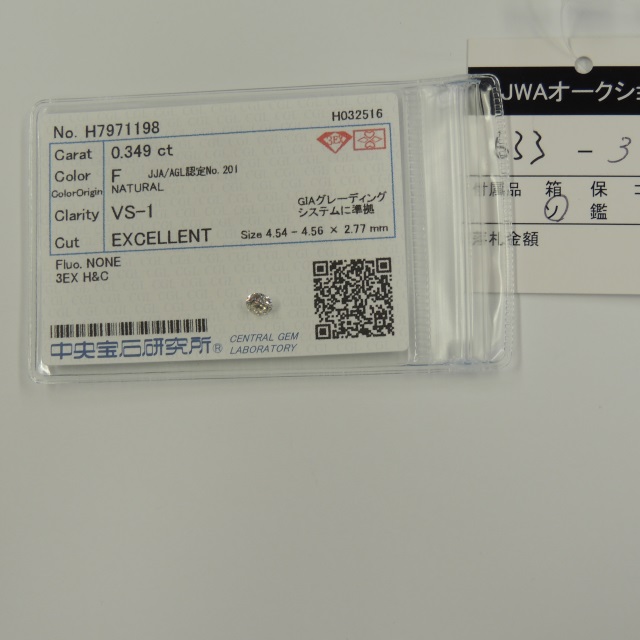 No. H7971198
H032516
Carat 0.349 ct
Color F JJA/AGL認定No. 201
ColorOrigin NATURAL
Clarity VS-1
GIAグレーディング
システムに準拠
Cut EXCELLENT Size 4.54 - 4.56 × 2.77 mm
Fluo. NONE
3EX H&C
中央宝石研究所®
CENTRAL GEM
LABORATORY
JWAオークショ
633 - 3
付属品 箱 保
ソ 鑑
札金額